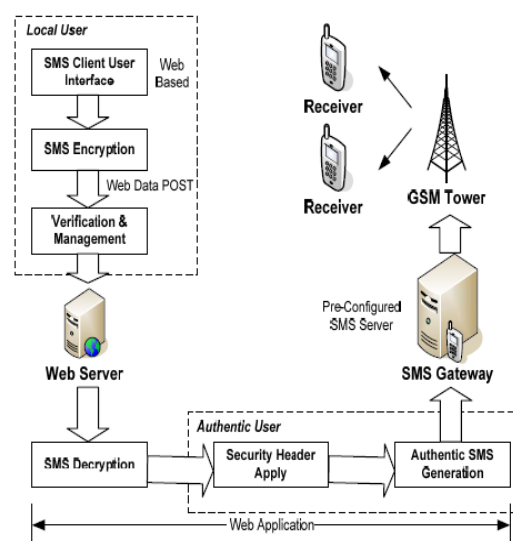 Local User
SMS Client User
Interface
Web
Based
SMS Encryption
Web Data POST
Verification &
Management
Web Server
SMS Decryption
Authentic User
Security Header
Apply
Authentic SMS
Generation
Web Application
Pre-Configured
SMS Server
SMS Gateway
GSM Tower
Receiver
Receiver